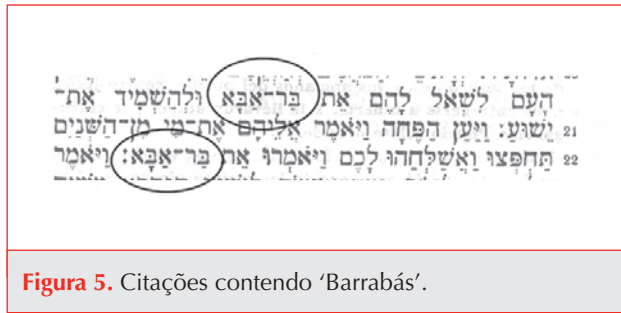 הָעָם לִשְׁאֹל לָהֶם אֶת בַּר־אַבָּא וּלְהַשְׁמִיד אֶת־
יֵשׁוּעַ׃ וַיַּעַן הַפֶּחָה וַיֹּאמֶר אֲלֵיהֶם אֶת־מִי מִן־הַשְּׁנַיִם 21
תַּחְפְּצוּ וַאֲשַׁלְּחֵהוּ לָכֶם וַיֹּאמְרוּ אֶת בַּר־אַבָּא׃ וַיֹּאמֶר 22
Figura 5. Citações contendo ‘Barrabás’.